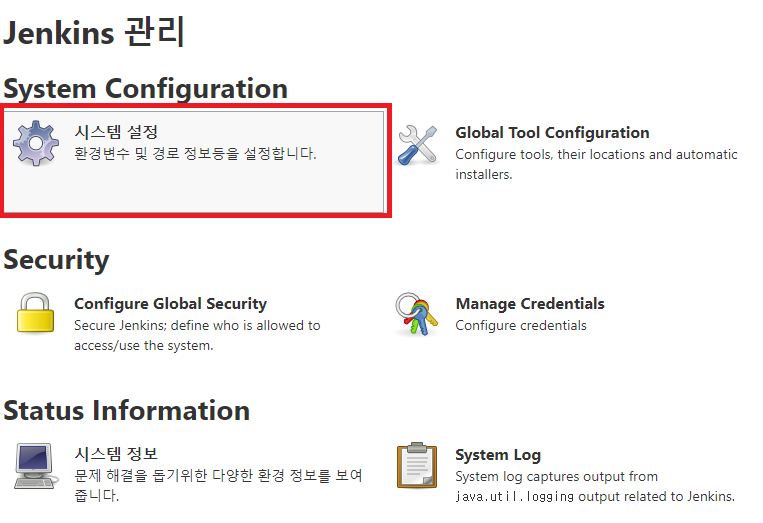 Jenkins 관리
System Configuration
시스템 설정
환경변수 및 경로 정보등을 설정합니다.
Global Tool Configuration
Configure tools, their locations and automatic
installers.
Security
Configure Global Security
Secure Jenkins; define who is allowed to
access/use the system.
Manage Credentials
Configure credentials
Status Information
시스템 정보
문제 해결을 돕기위한 다양한 환경 정보를 보여
줍니다.
System Log
System log captures output from
java.util.logging output related to Jenkins.